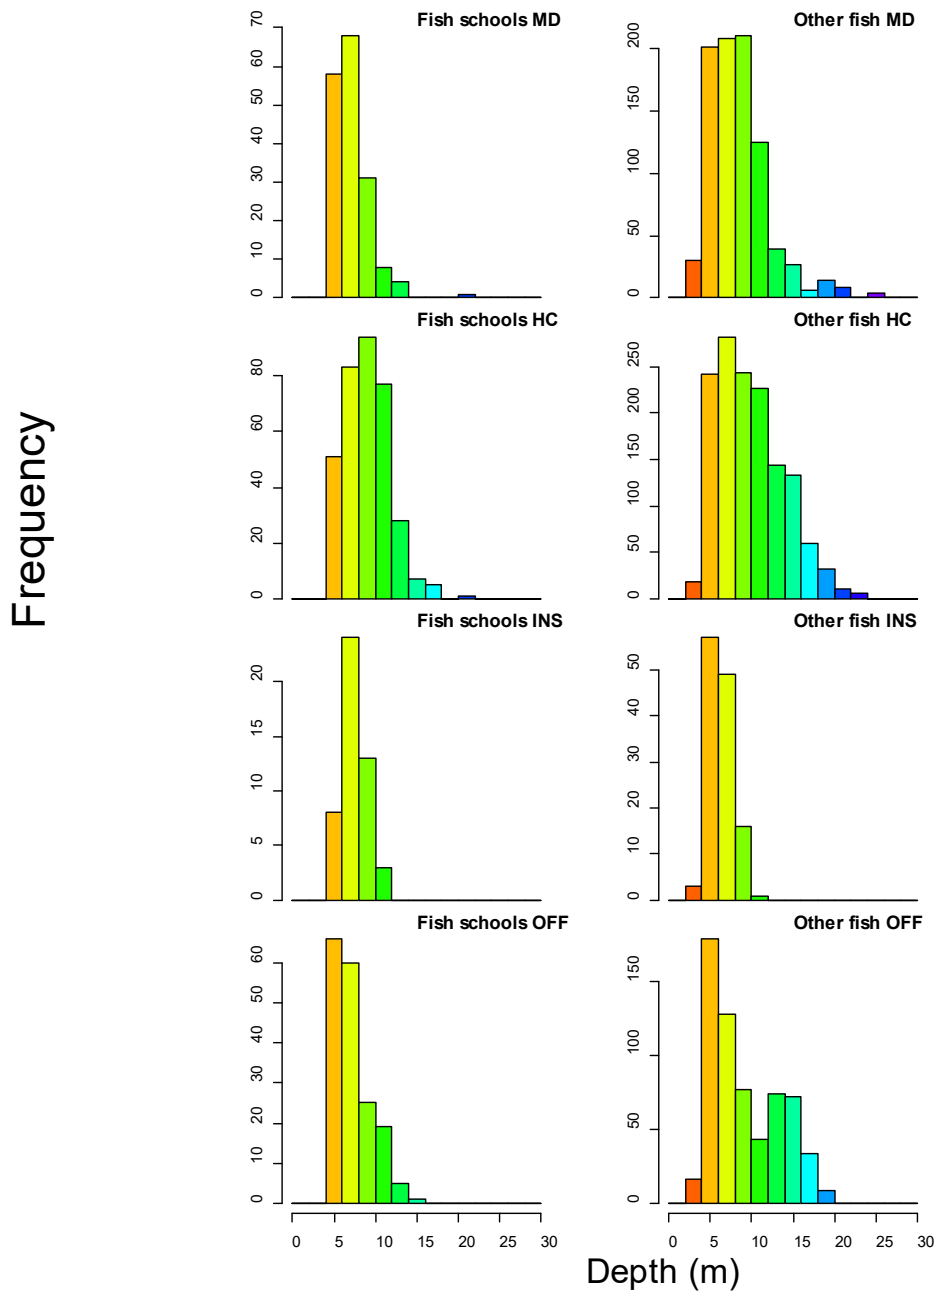 Frequency
Fish schools MD
0 10 20 30 40 50 60 70
Other fish MD
0 50 100 150 200
Fish schools HC
0 20 40 60 80
Other fish HC
0 50 100 150 200 250
Fish schools INS
0 5 10 15 20
Other fish INS
0 10 20 30 40 50
Fish schools OFF
0 10 20 30 40 50 60
Other fish OFF
0 50 100 150
0 5 10 15 20 25 30
0 5 10 15 20 25 30
Depth (m)